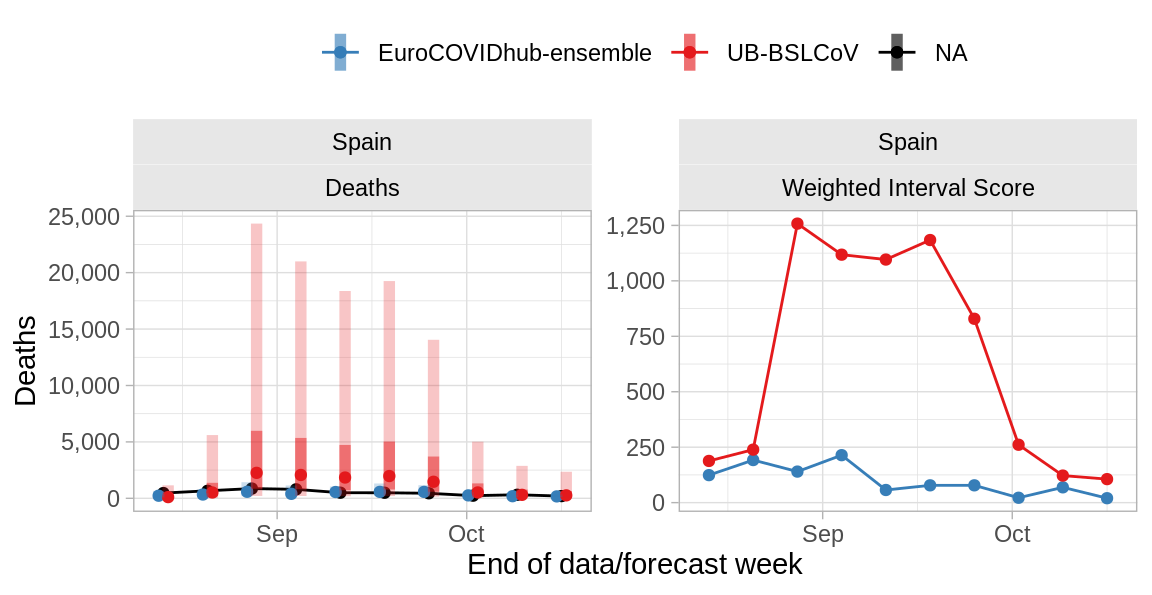 EuroCOVIDhub-ensemble UB-BSLCoV NA
Spain
Deaths
25,000
20,000
15,000
10,000
5,000
0
Deaths
Sep Oct
Spain
Weighted Interval Score
1,250
1,000
750
500
250
0
Sep Oct
End of data/forecast week